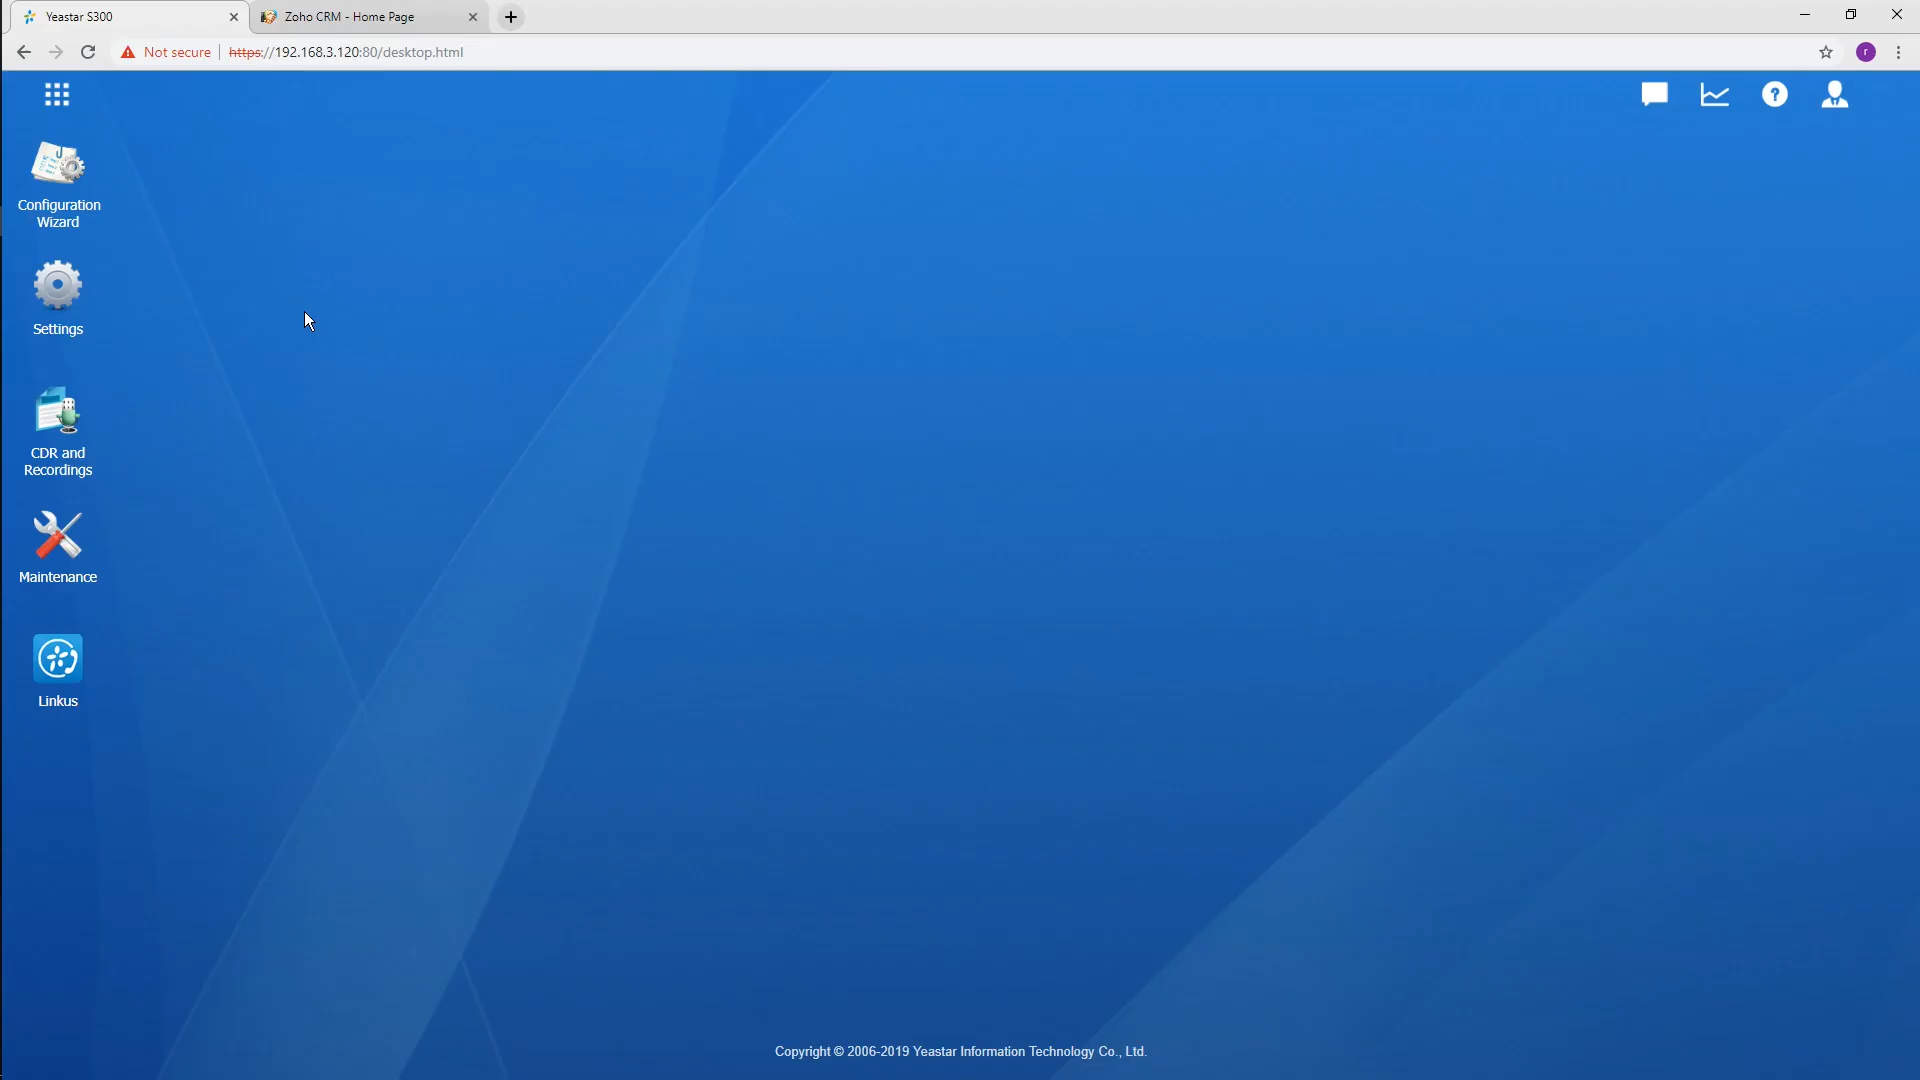 Yeastar S300
Zoho CRM - Home Page
Not secure
https://192.168.3.120:80/desktop.html
r
?
Configuration
Wizard
Settings
CDR and
Recordings
Maintenance
Linkus
Copyright © 2006-2019 Yeastar Information Technology Co., Ltd.